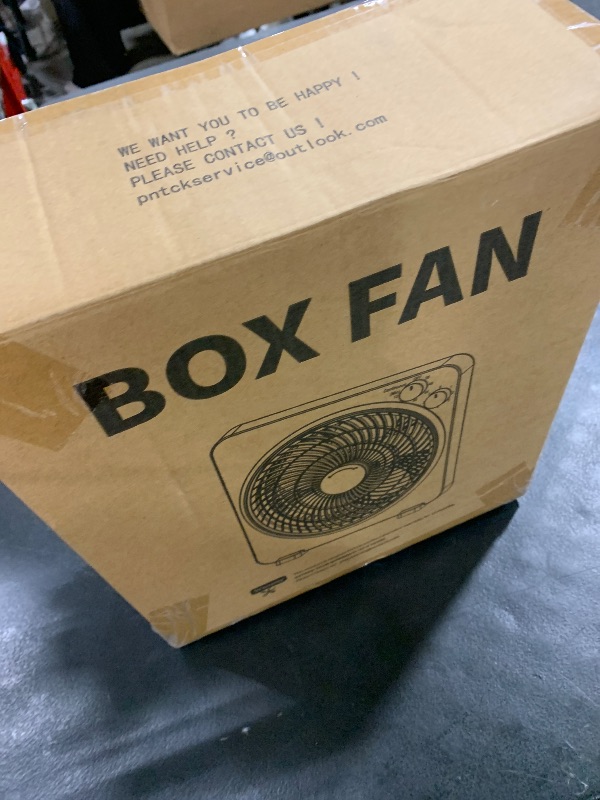 WE WANT YOU TO BE HAPPY !
NEED HELP ?
PLEASE CONTACT US !
pntckservice@outlook.com
BOX FAN